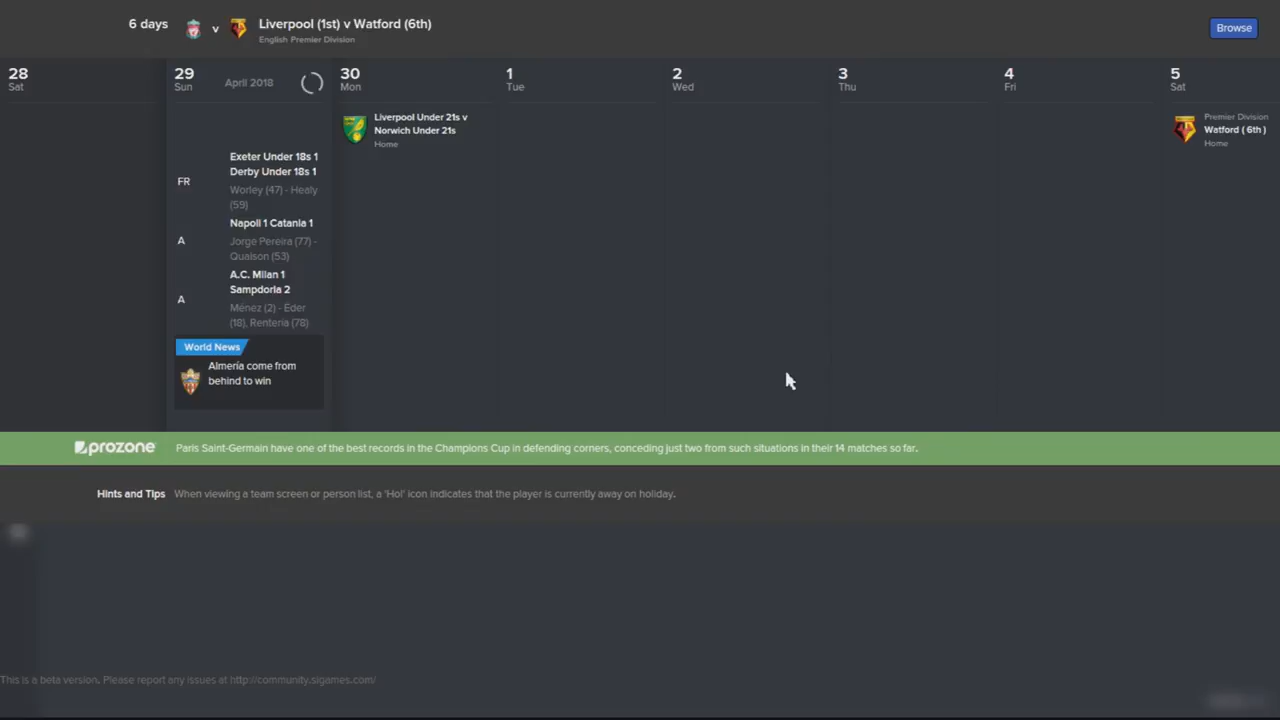 6 days
v
Liverpool (1st) v Watford (6th)
English Premier Division
Browse
28
Sat
29
Sun
April 2018
30
Mon
1
Tue
2
Wed
3
Thu
4
Fri
5
Sat
Liverpool Under 21s v
Norwich Under 21s
Home
Premier Division
Watford ( 6th )
Home
FR
Exeter Under 18s 1
Derby Under 18s 1
Worley (47) - Healy
(59)
A
Napoli 1 Catania 1
Jorge Pereira (77) -
Quaison (53)
A
A.C. Milan 1
Sampdoria 2
Ménez (2) - Éder
(18), Rentería (78)
World News
Almería come from
behind to win
prozone
Paris Saint-Germain have one of the best records in the Champions Cup in defending corners, conceding just two from such situations in their 14 matches so far.
Hints and Tips
When viewing a team screen or person list, a 'Hol' icon indicates that the player is currently away on holiday.
This is a beta version. Please report any issues at http://community.sigames.com/